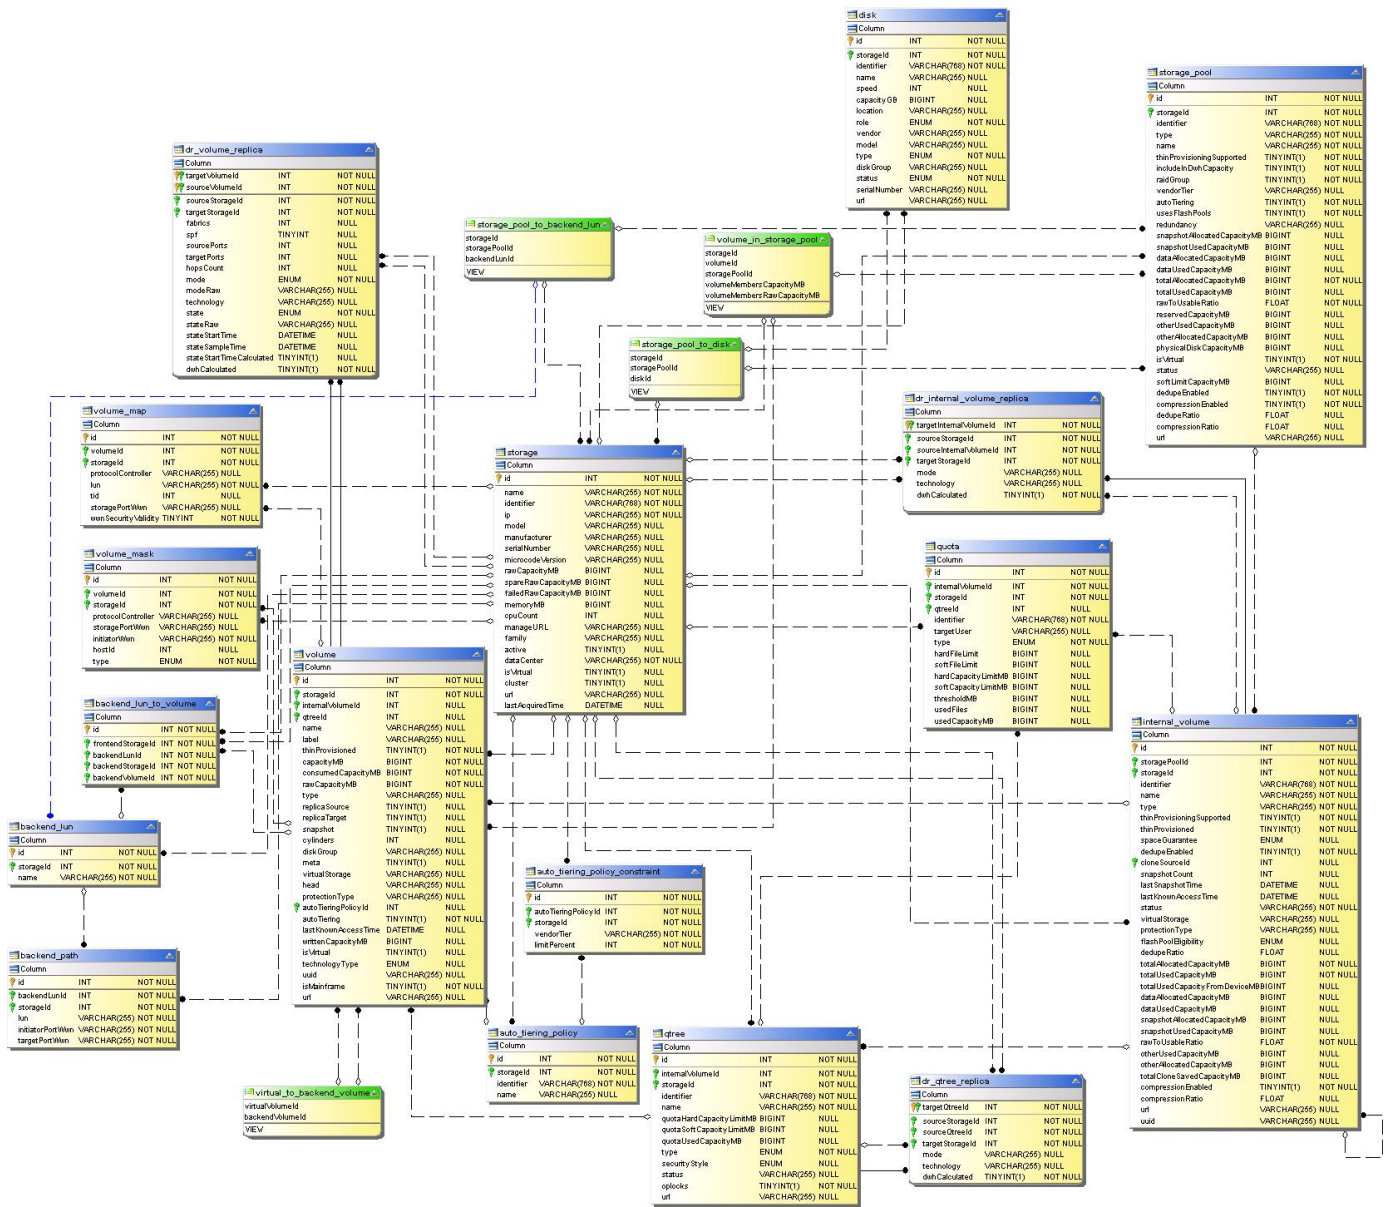 disk
Column
id INT NOT NULL
storageId INT NOT NULL
identifier VARCHAR(768) NOT NULL
name VARCHAR(255) NULL
speed INT NULL
capacityGB BIGINT NULL
location VARCHAR(255) NULL
role ENUM NOT NULL
vendor VARCHAR(255) NULL
model VARCHAR(255) NULL
type ENUM NOT NULL
diskGroup VARCHAR(255) NULL
status ENUM NOT NULL
serialNumber VARCHAR(255) NULL
url VARCHAR(255) NULL
storage_pool
Column
id INT NOT NULL
storageId INT NOT NULL
identifier VARCHAR(768) NOT NULL
type VARCHAR(255) NOT NULL
name VARCHAR(255) NOT NULL
thinProvisioningSupported TINYINT(1) NOT NULL
includeInDwhCapacity TINYINT(1) NOT NULL
raidGroup TINYINT(1) NOT NULL
vendorTier VARCHAR(255) NULL
autoTiering TINYINT(1) NOT NULL
usesFlashPools TINYINT(1) NOT NULL
redundancy VARCHAR(255) NULL
snapshotAllocatedCapacityMB BIGINT NULL
snapshotUsedCapacityMB BIGINT NULL
dataAllocatedCapacityMB BIGINT NULL
dataUsedCapacityMB BIGINT NULL
totalAllocatedCapacityMB BIGINT NOT NULL
totalUsedCapacityMB BIGINT NULL
rawToUsableRatio FLOAT NOT NULL
reservedCapacityMB BIGINT NULL
otherUsedCapacityMB BIGINT NULL
otherAllocatedCapacityMB BIGINT NULL
physicalDiskCapacityMB BIGINT NULL
isVirtual TINYINT(1) NOT NULL
status VARCHAR(255) NULL
softLimitCapacityMB BIGINT NULL
dedupeEnabled TINYINT(1) NOT NULL
compressionEnabled TINYINT(1) NOT NULL
dedupeRatio FLOAT NULL
compressionRatio FLOAT NULL
url VARCHAR(255) NULL
dr_volume_replica
Column
targetVolumeId INT NOT NULL
sourceVolumeId INT NOT NULL
sourceStorageId INT NOT NULL
targetStorageId INT NOT NULL
fabrics INT NULL
spf TINYINT NULL
sourcePorts INT NULL
targetPorts INT NULL
hopsCount INT NULL
mode ENUM NOT NULL
modeRaw VARCHAR(255) NULL
technology VARCHAR(255) NULL
state ENUM NOT NULL
stateRaw VARCHAR(255) NULL
stateStartTime DATETIME NULL
stateSampleTime DATETIME NULL
stateStartTimeCalculated TINYINT(1) NULL
dwhCalculated TINYINT(1) NOT NULL
storage_pool_to_backend_lun
storageId
storagePoolId
backendLunId
VIEW
volume_in_storage_pool
storageId
volumeId
storagePoolId
volumeMembersCapacityMB
volumeMembersRawCapacityMB
VIEW
storage_pool_to_disk
storageId
storagePoolId
diskId
VIEW
volume_map
Column
id INT NOT NULL
volumeId INT NOT NULL
storageId INT NOT NULL
protocolController VARCHAR(255) NULL
lun VARCHAR(255) NOT NULL
tid INT NULL
storagePortWwn VARCHAR(255) NULL
wwnSecurityValidity TINYINT NOT NULL
storage
Column
id INT NOT NULL
name VARCHAR(255) NULL
identifier VARCHAR(768) NOT NULL
ip VARCHAR(255) NOT NULL
model VARCHAR(255) NULL
manufacturer VARCHAR(255) NULL
serialNumber VARCHAR(255) NULL
microcodeVersion VARCHAR(255) NULL
rawCapacityMB BIGINT NULL
spareRawCapacityMB BIGINT NULL
failedRawCapacityMB BIGINT NULL
memoryMB BIGINT NULL
cpuCount INT NULL
manageURL VARCHAR(255) NULL
family VARCHAR(255) NULL
active TINYINT(1) NULL
dataCenter VARCHAR(255) NOT NULL
isVirtual TINYINT(1) NULL
cluster TINYINT(1) NULL
url VARCHAR(255) NULL
lastAcquiredTime DATETIME NULL
dr_internal_volume_replica
Column
targetInternalVolumeId INT NOT NULL
sourceStorageId INT NOT NULL
sourceInternalVolumeId INT NOT NULL
targetStorageId INT NOT NULL
mode VARCHAR(255) NULL
technology VARCHAR(255) NULL
dwhCalculated TINYINT(1) NOT NULL
volume_mask
Column
id INT NOT NULL
volumeId INT NOT NULL
storageId INT NOT NULL
protocolController VARCHAR(255) NULL
storagePortWwn VARCHAR(255) NULL
initiatorWwn VARCHAR(255) NOT NULL
hostId INT NULL
type ENUM NOT NULL
quota
Column
id INT NOT NULL
internalVolumeId INT NOT NULL
storageId INT NOT NULL
qtreeId INT NULL
identifier VARCHAR(768) NOT NULL
targetUser VARCHAR(255) NULL
type ENUM NOT NULL
hardFileLimit BIGINT NULL
softFileLimit BIGINT NULL
hardCapacityLimitMB BIGINT NULL
softCapacityLimitMB BIGINT NULL
thresholdMB BIGINT NULL
usedFiles BIGINT NULL
usedCapacityMB BIGINT NULL
volume
Column
id INT NOT NULL
storageId INT NOT NULL
internalVolumeId INT NULL
qtreeId INT NULL
name VARCHAR(255) NULL
label VARCHAR(255) NULL
thinProvisioned TINYINT(1) NOT NULL
capacityMB BIGINT NOT NULL
consumedCapacityMB BIGINT NOT NULL
rawCapacityMB BIGINT NOT NULL
type VARCHAR(255) NULL
replicaSource TINYINT(1) NULL
replicaTarget TINYINT(1) NULL
snapshot TINYINT(1) NULL
cylinders INT NULL
diskGroup VARCHAR(255) NULL
meta TINYINT(1) NULL
virtualStorage VARCHAR(255) NULL
head VARCHAR(255) NULL
protectionType VARCHAR(255) NULL
autoTieringPolicyId INT NULL
autoTiering TINYINT(1) NOT NULL
lastKnownAccessTime DATETIME NULL
writtenCapacityMB BIGINT NULL
isVirtual TINYINT(1) NULL
technologyType ENUM NULL
uuid VARCHAR(255) NULL
isMainframe TINYINT(1) NOT NULL
url VARCHAR(255) NULL
backend_lun_to_volume
Column
id INT NOT NULL
frontendStorageId INT NOT NULL
backendLunId INT NOT NULL
backendStorageId INT NOT NULL
backendVolumeId INT NOT NULL
internal_volume
Column
id INT NOT NULL
storagePoolId INT NOT NULL
storageId INT NOT NULL
identifier VARCHAR(768) NOT NULL
name VARCHAR(255) NOT NULL
type VARCHAR(255) NOT NULL
thinProvisioningSupported TINYINT(1) NOT NULL
thinProvisioned TINYINT(1) NOT NULL
spaceGuarantee ENUM NULL
dedupeEnabled TINYINT(1) NOT NULL
cloneSourceId INT NULL
snapshotCount INT NULL
lastSnapshotTime DATETIME NULL
lastKnownAccessTime DATETIME NULL
status VARCHAR(255) NOT NULL
virtualStorage VARCHAR(255) NULL
protectionType VARCHAR(255) NULL
flashPoolEligibility ENUM NULL
dedupeRatio FLOAT NULL
totalAllocatedCapacityMB BIGINT NOT NULL
totalUsedCapacityMB BIGINT NOT NULL
totalUsedCapacityFromDeviceMB BIGINT NULL
dataAllocatedCapacityMB BIGINT NULL
dataUsedCapacityMB BIGINT NULL
snapshotAllocatedCapacityMB BIGINT NULL
snapshotUsedCapacityMB BIGINT NULL
rawToUsableRatio FLOAT NOT NULL
otherUsedCapacityMB BIGINT NULL
otherAllocatedCapacityMB BIGINT NULL
totalCloneSavedCapacityMB BIGINT NULL
compressionEnabled TINYINT(1) NOT NULL
compressionRatio FLOAT NULL
url VARCHAR(255) NULL
uuid VARCHAR(255) NULL
backend_lun
Column
id INT NOT NULL
storageId INT NOT NULL
name VARCHAR(255) NOT NULL
auto_tiering_policy_constraint
Column
id INT NOT NULL
autoTieringPolicyId INT NOT NULL
storageId INT NOT NULL
vendorTier VARCHAR(255) NOT NULL
limitPercent INT NOT NULL
backend_path
Column
id INT NOT NULL
backendLunId INT NOT NULL
storageId INT NOT NULL
lun VARCHAR(255) NOT NULL
initiatorPortWwn VARCHAR(255) NOT NULL
targetPortWwn VARCHAR(255) NOT NULL
auto_tiering_policy
Column
id INT NOT NULL
storageId INT NOT NULL
identifier VARCHAR(768) NOT NULL
name VARCHAR(255) NULL
qtree
Column
id INT NOT NULL
internalVolumeId INT NOT NULL
storageId INT NOT NULL
identifier VARCHAR(768) NOT NULL
name VARCHAR(255) NOT NULL
quotaHardCapacityLimitMB BIGINT NULL
quotaSoftCapacityLimitMB BIGINT NULL
quotaUsedCapacityMB BIGINT NULL
type ENUM NOT NULL
securityStyle ENUM NULL
status VARCHAR(255) NULL
oplocks TINYINT(1) NOT NULL
url VARCHAR(255) NULL
dr_qtree_replica
Column
targetQtreeId INT NOT NULL
sourceStorageId INT NOT NULL
sourceQtreeId INT NOT NULL
targetStorageId INT NOT NULL
mode VARCHAR(255) NULL
technology VARCHAR(255) NULL
dwhCalculated TINYINT(1) NOT NULL
virtual_to_backend_volume
virtualVolumeId
backendVolumeId
VIEW